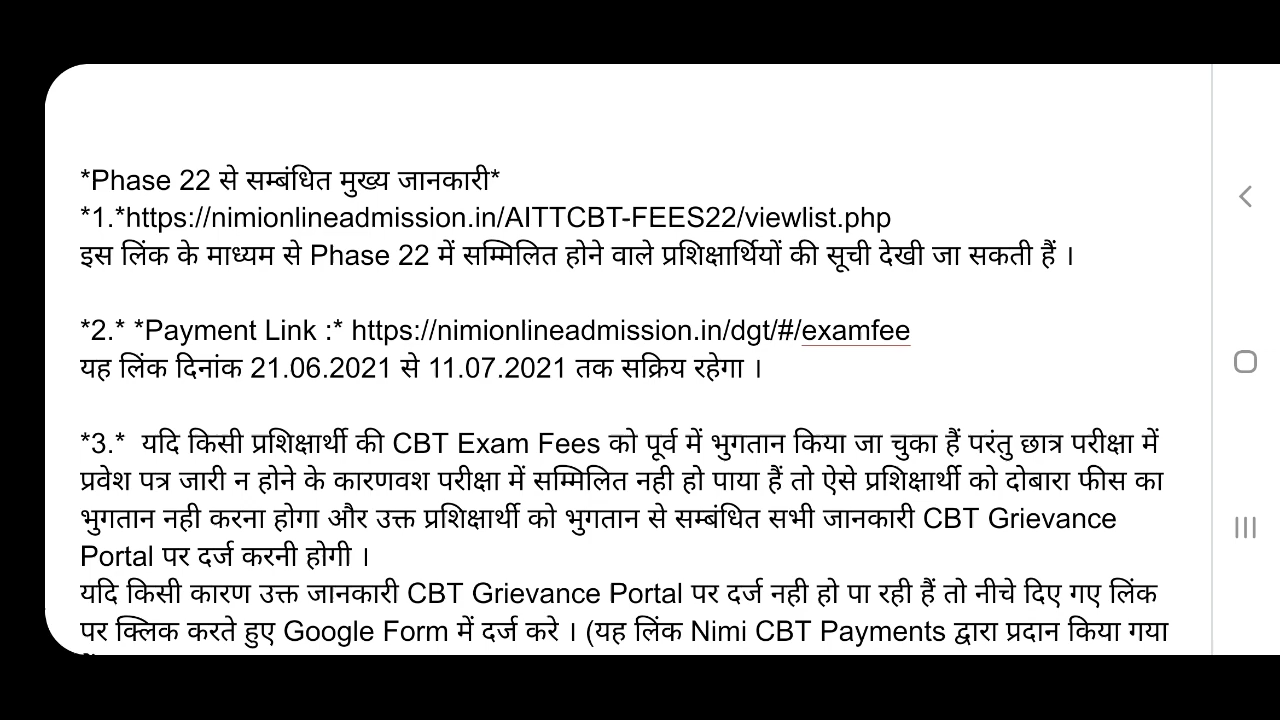 *Phase 22 से सम्बंधित मुख्य जानकारी*
*1.*https://nimionlineadmission.in/AITTCBT-FEES22/viewlist.php
इस लिंक के माध्यम से Phase 22 में सम्मिलित होने वाले प्रशिक्षार्थियों की सूची देखी जा सकती हैं ।
*2.* *Payment Link :* https://nimionlineadmission.in/dgt/#/examfee
यह लिंक दिनांक 21.06.2021 से 11.07.2021 तक सक्रिय रहेगा ।
*3.* यदि किसी प्रशिक्षार्थी की CBT Exam Fees को पूर्व में भुगतान किया जा चुका हैं परंतु छात्र परीक्षा में
प्रवेश पत्र जारी न होने के कारणवश परीक्षा में सम्मिलित नही हो पाया हैं तो ऐसे प्रशिक्षार्थी को दोबारा फीस का
भुगतान नही करना होगा और उक्त प्रशिक्षार्थी को भुगतान से सम्बंधित सभी जानकारी CBT Grievance
Portal पर दर्ज करनी होगी ।
यदि किसी कारण उक्त जानकारी CBT Grievance Portal पर दर्ज नही हो पा रही हैं तो नीचे दिए गए लिंक
पर क्लिक करते हुए Google Form में दर्ज करे । (यह लिंक Nimi CBT Payments द्वारा प्रदान किया गया